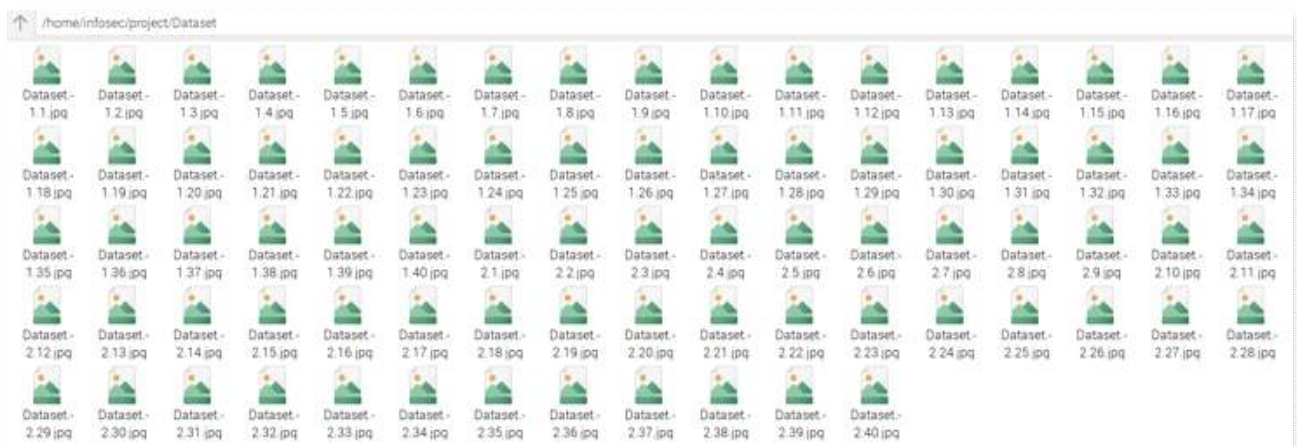 /home/infosec/project/Dataset
Dataset.- Dataset.- Dataset.- Dataset.- Dataset.- Dataset.- Dataset.- Dataset.- Dataset.- Dataset.- Dataset.- Dataset.- Dataset.- Dataset.- Dataset.- Dataset.- Dataset.-
1.1.jpg 1.2.jpg 1.3.jpg 1.4.jpg 1.5.jpg 1.6.jpg 1.7.jpg 1.8.jpg 1.9.jpg 1.10.jpg 1.11.jpg 1.12.jpg 1.13.jpg 1.14.jpg 1.15.jpg 1.16.jpg 1.17.jpg
Dataset.- Dataset.- Dataset.- Dataset.- Dataset.- Dataset.- Dataset.- Dataset.- Dataset.- Dataset.- Dataset.- Dataset.- Dataset.- Dataset.- Dataset.- Dataset.- Dataset.-
1.18.jpg 1.19.jpg 1.20.jpg 1.21.jpg 1.22.jpg 1.23.jpg 1.24.jpg 1.25.jpg 1.26.jpg 1.27.jpg 1.28.jpg 1.29.jpg 1.30.jpg 1.31.jpg 1.32.jpg 1.33.jpg 1.34.jpg
Dataset.- Dataset.- Dataset.- Dataset.- Dataset.- Dataset.- Dataset.- Dataset.- Dataset.- Dataset.- Dataset.- Dataset.- Dataset.- Dataset.- Dataset.- Dataset.- Dataset.-
1.35.jpg 1.36.jpg 1.37.jpg 1.38.jpg 1.39.jpg 1.40.jpg 2.1.jpg 2.2.jpg 2.3.jpg 2.4.jpg 2.5.jpg 2.6.jpg 2.7.jpg 2.8.jpg 2.9.jpg 2.10.jpg 2.11.jpg
Dataset.- Dataset.- Dataset.- Dataset.- Dataset.- Dataset.- Dataset.- Dataset.- Dataset.- Dataset.- Dataset.- Dataset.- Dataset.- Dataset.- Dataset.- Dataset.- Dataset.-
2.12.jpg 2.13.jpg 2.14.jpg 2.15.jpg 2.16.jpg 2.17.jpg 2.18.jpg 2.19.jpg 2.20.jpg 2.21.jpg 2.22.jpg 2.23.jpg 2.24.jpg 2.25.jpg 2.26.jpg 2.27.jpg 2.28.jpg
Dataset.- Dataset.- Dataset.- Dataset.- Dataset.- Dataset.- Dataset.- Dataset.- Dataset.- Dataset.- Dataset.- Dataset.-
2.29.jpg 2.30.jpg 2.31.jpg 2.32.jpg 2.33.jpg 2.34.jpg 2.35.jpg 2.36.jpg 2.37.jpg 2.38.jpg 2.39.jpg 2.40.jpg